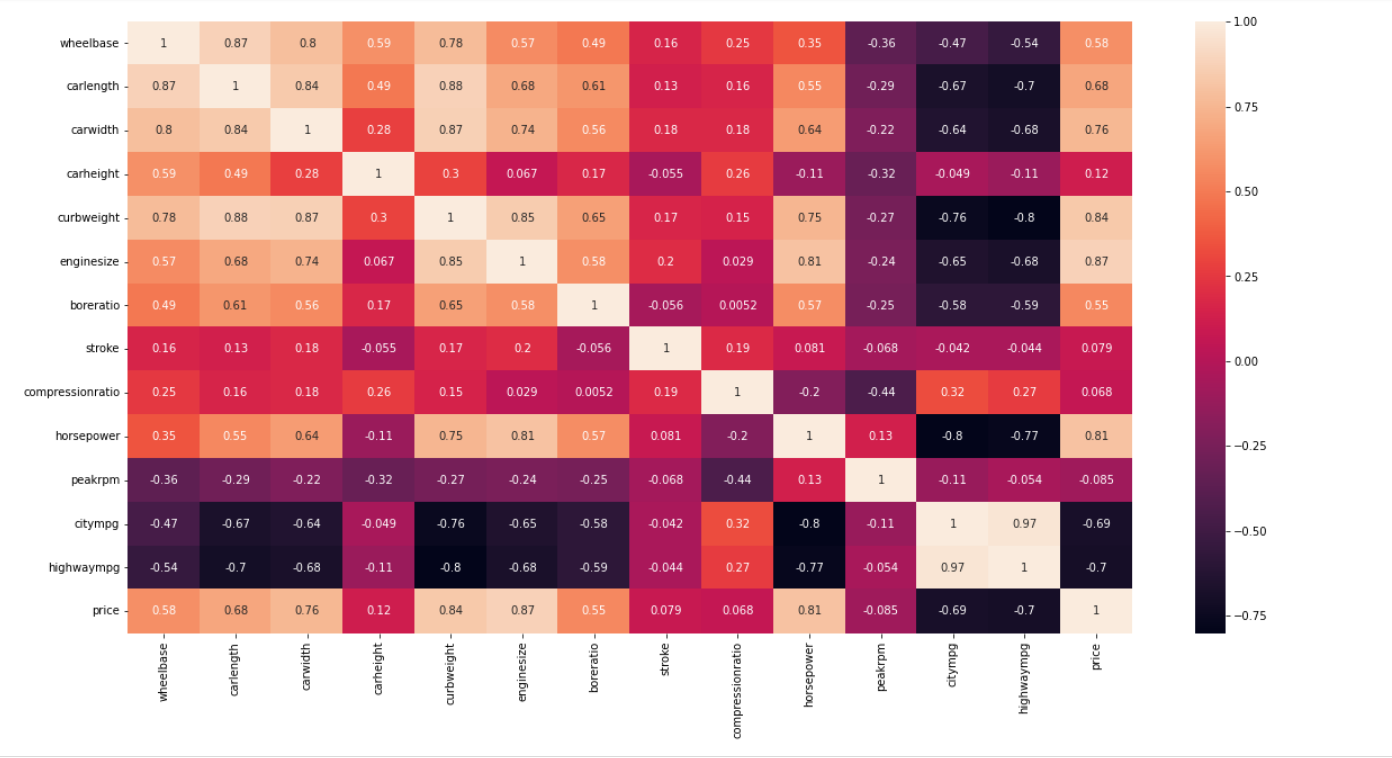 wheelbase 1 0.87 0.8 0.59 0.78 0.57 0.49 0.16 0.25 0.35 -0.36 -0.47 -0.54 0.58
carlength 0.87 1 0.84 0.49 0.88 0.68 0.61 0.13 0.16 0.55 -0.29 -0.67 -0.7 0.68
carwidth 0.8 0.84 1 0.28 0.87 0.74 0.56 0.18 0.18 0.64 -0.22 -0.64 -0.68 0.76
carheight 0.59 0.49 0.28 1 0.3 0.067 0.17 -0.055 0.26 -0.11 -0.32 -0.049 -0.11 0.12
curbweight 0.78 0.88 0.87 0.3 1 0.85 0.65 0.17 0.15 0.75 -0.27 -0.76 -0.8 0.84
enginesize 0.57 0.68 0.74 0.067 0.85 1 0.58 0.2 0.029 0.81 -0.24 -0.65 -0.68 0.87
boreratio 0.49 0.61 0.56 0.17 0.65 0.58 1 -0.056 0.0052 0.57 -0.25 -0.58 -0.59 0.55
stroke 0.16 0.13 0.18 -0.055 0.17 0.2 -0.056 1 0.19 0.081 -0.068 -0.042 -0.044 0.079
compressionratio 0.25 0.16 0.18 0.26 0.15 0.029 0.0052 0.19 1 -0.2 -0.44 0.32 0.27 0.068
horsepower 0.35 0.55 0.64 -0.11 0.75 0.81 0.57 0.081 -0.2 1 0.13 -0.8 -0.77 0.81
peakrpm -0.36 -0.29 -0.22 -0.32 -0.27 -0.24 -0.25 -0.068 -0.44 0.13 1 -0.11 -0.054 -0.085
citympg -0.47 -0.67 -0.64 -0.049 -0.76 -0.65 -0.58 -0.042 0.32 -0.8 -0.11 1 0.97 -0.69
highwaympg -0.54 -0.7 -0.68 -0.11 -0.8 -0.68 -0.59 -0.044 0.27 -0.77 -0.054 0.97 1 -0.7
price 0.58 0.68 0.76 0.12 0.84 0.87 0.55 0.079 0.068 0.81 -0.085 -0.69 -0.7 1
wheelbase
carlength
carwidth
carheight
curbweight
enginesize
boreratio
stroke
compressionratio
horsepower
peakrpm
citympg
highwaympg
price
1.00
0.75
0.50
0.25
0.00
−0.25
−0.50
−0.75